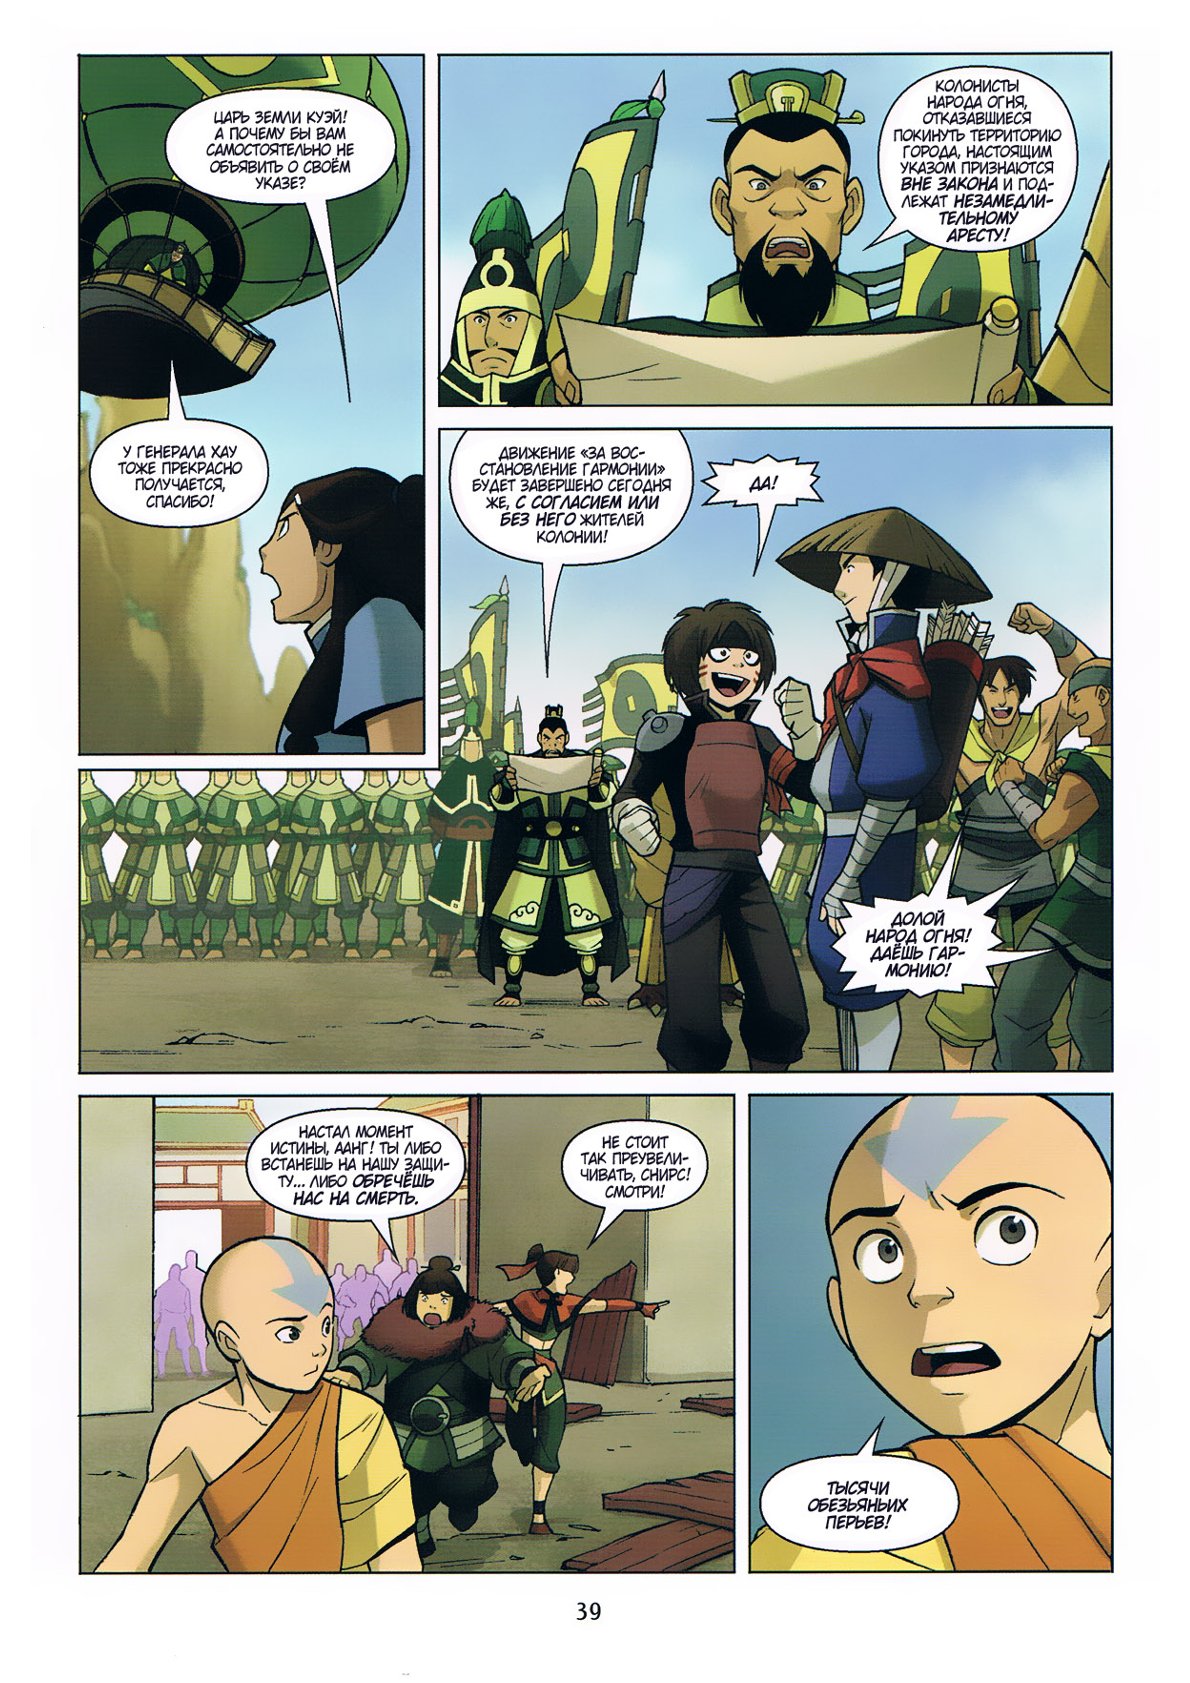 ЦАРЬ ЗЕМЛИ КУЭЙ!
А ПОЧЕМУ БЫ ВАМ
САМОСТОЯТЕЛЬНО НЕ
ОБЪЯВИТЬ О СВОЁМ
УКАЗЕ?
У ГЕНЕРАЛА ХАУ
ТОЖЕ ПРЕКРАСНО
ПОЛУЧАЕТСЯ,
СПАСИБО!
КОЛОНИСТЫ
НАРОДА ОГНЯ,
ОТКАЗАВШИЕСЯ
ПОКИНУТЬ ТЕРРИТОРИЮ
ГОРОДА, НАСТОЯЩИМ
УКАЗОМ ПРИЗНАЮТСЯ
ВНЕ ЗАКОНА И ПОД-
ЛЕЖАТ НЕЗАМЕДЛИ-
ТЕЛЬНОМУ
АРЕСТУ!
ДВИЖЕНИЕ «ЗА ВОС-
СТАНОВЛЕНИЕ ГАРМОНИИ»
БУДЕТ ЗАВЕРШЕНО СЕГОДНЯ
ЖЕ, С СОГЛАСИЕМ ИЛИ
БЕЗ НЕГО ЖИТЕЛЕЙ
КОЛОНИИ!
ДА!
ДОЛОЙ
НАРОД ОГНЯ!
ДАЁШЬ ГАР-
МОНИЮ!
НАСТАЛ МОМЕНТ
ИСТИНЫ, ААНГ! ТЫ ЛИБО
ВСТАНЕШЬ НА НАШУ ЗАЩИ-
ТУ... ЛИБО ОБРЕЧЁШЬ
НАС НА СМЕРТЬ.
НЕ СТОИТ
ТАК ПРЕУВЕЛИ-
ЧИВАТЬ, СНИРС!
СМОТРИ!
ТЫСЯЧИ
ОБЕЗЬЯНЬИХ
ПЕРЬЕВ!
39